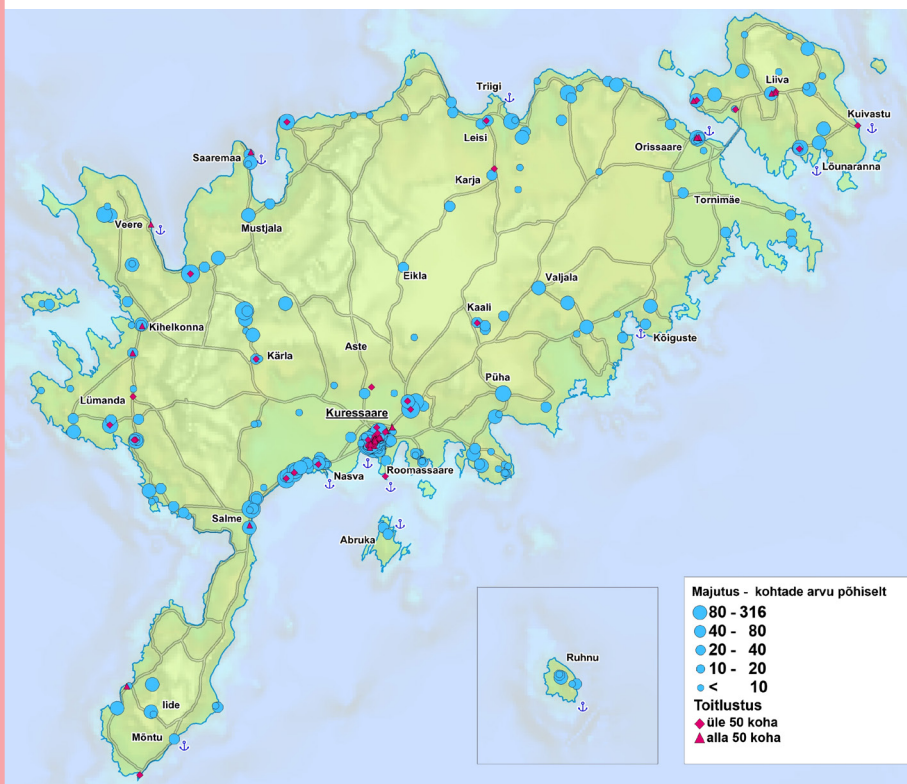 Triigi
Liiva
Kuivastu
Leisi
Orissaare
Saaremaa
Lõunaranna
Karja
Tornimäe
Veere
Mustjala
Eikla
Valjala
Kaali
Kihelkonna
Kõiguste
Aste
Kärla
Püha
Lümanda
Kuressaare
Nasva
Roomassaare
Salme
Abruka
Ruhnu
Iide
Mõntu
Majutus - kohtade arvu põhiselt
80 - 316
40 - 80
20 - 40
10 - 20
< 10
Toitlustus
üle 50 koha
alla 50 koha